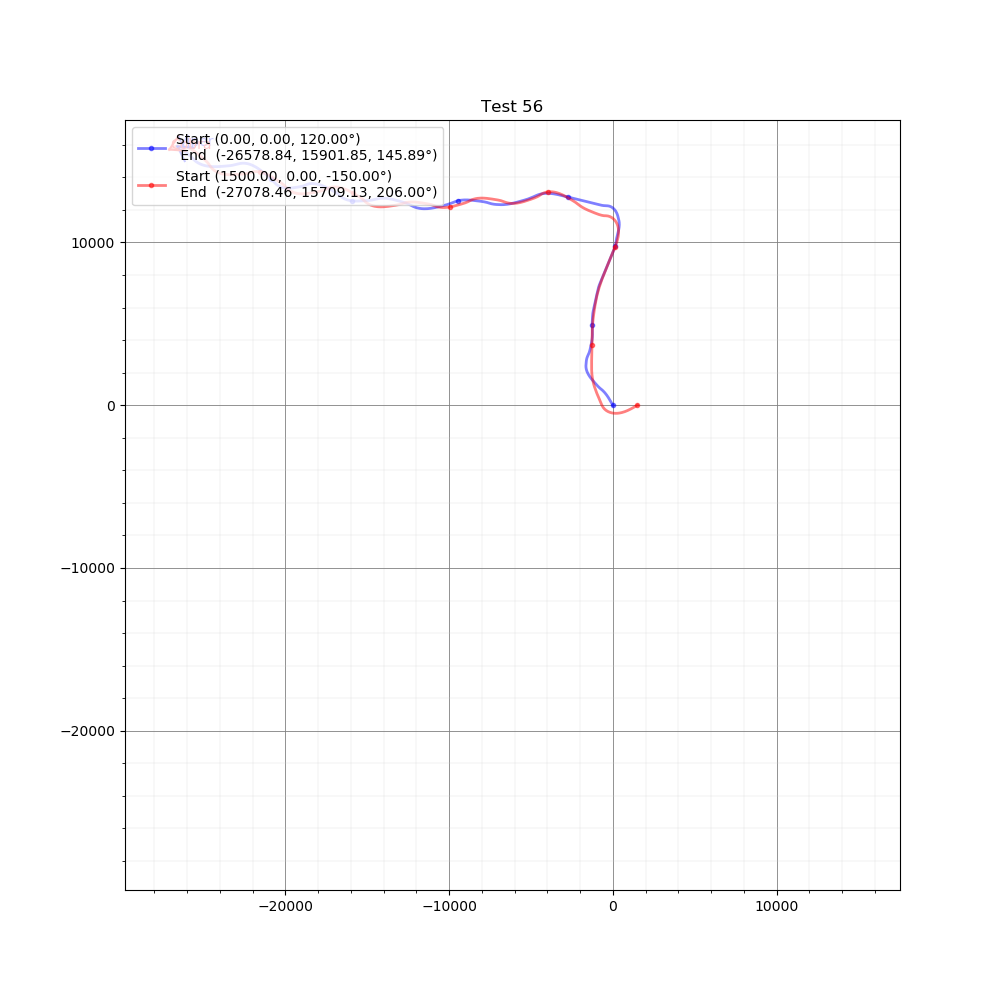 Test 56
Start (0.00, 0.00, 120.00°)
End (-26578.84, 15901.85, 145.89°)
Start (1500.00, 0.00, -150.00°)
End (-27078.46, 15709.13, 206.00°)
10000
0
−10000
−20000
−20000 −10000 0 10000